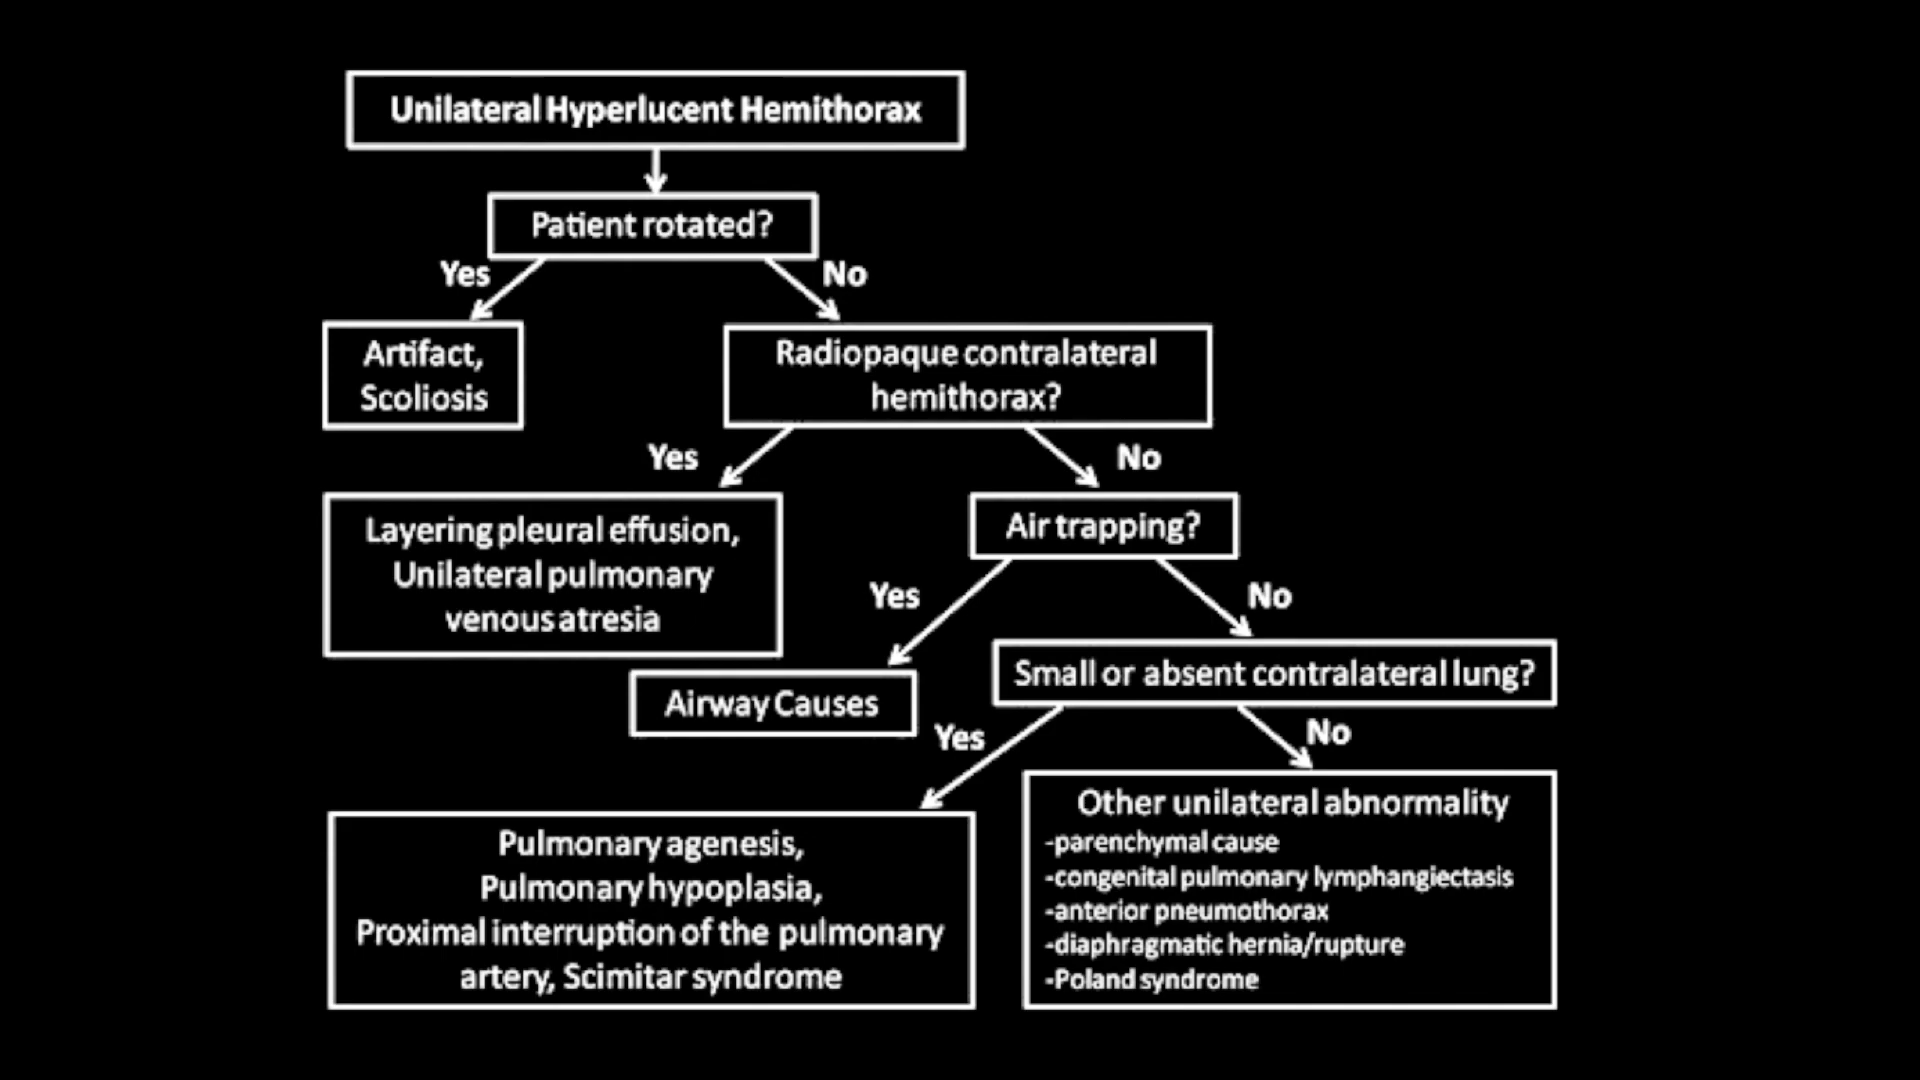 Unilateral Hyperlucent Hemithorax
Patient rotated?
Yes
No
Artifact,
Scoliosis
Radiopaque contralateral
hemithorax?
Yes
No
Layering pleural effusion,
Unilateral pulmonary
venous atresia
Air trapping?
Yes
No
Airway Causes
Small or absent contralateral lung?
Yes
No
Pulmonary agenesis,
Pulmonary hypoplasia,
Proximal interruption of the pulmonary
artery, Scimitar syndrome
Other unilateral abnormality
-parenchymal cause
-congenital pulmonary lymphangiectasis
-anterior pneumothorax
-diaphragmatic hernia/rupture
-Poland syndrome